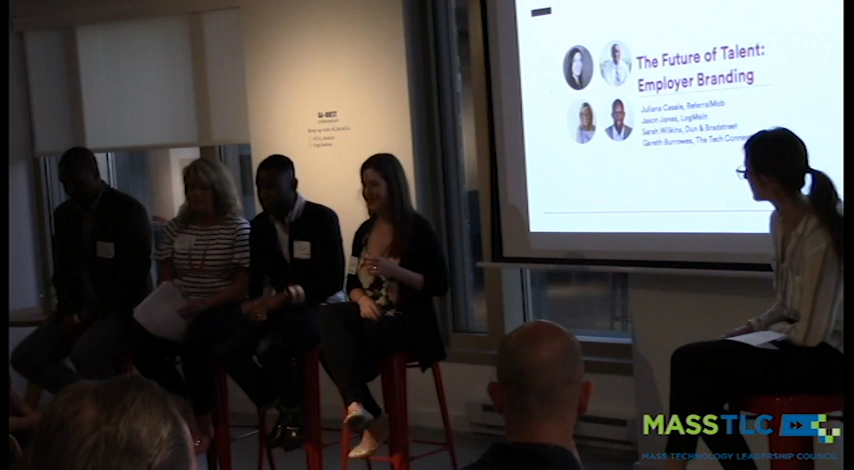 The Future of Talent:
Employer Branding
Juliana Casale, ReferralMob
Jason Jones, LogMeIn
Sarah Wilkins, Dun & Bradstreet
Gareth Burrowes, The Tech
MASSTLC
MASS TECHNOLOGY LEADERSHIP COUNCIL